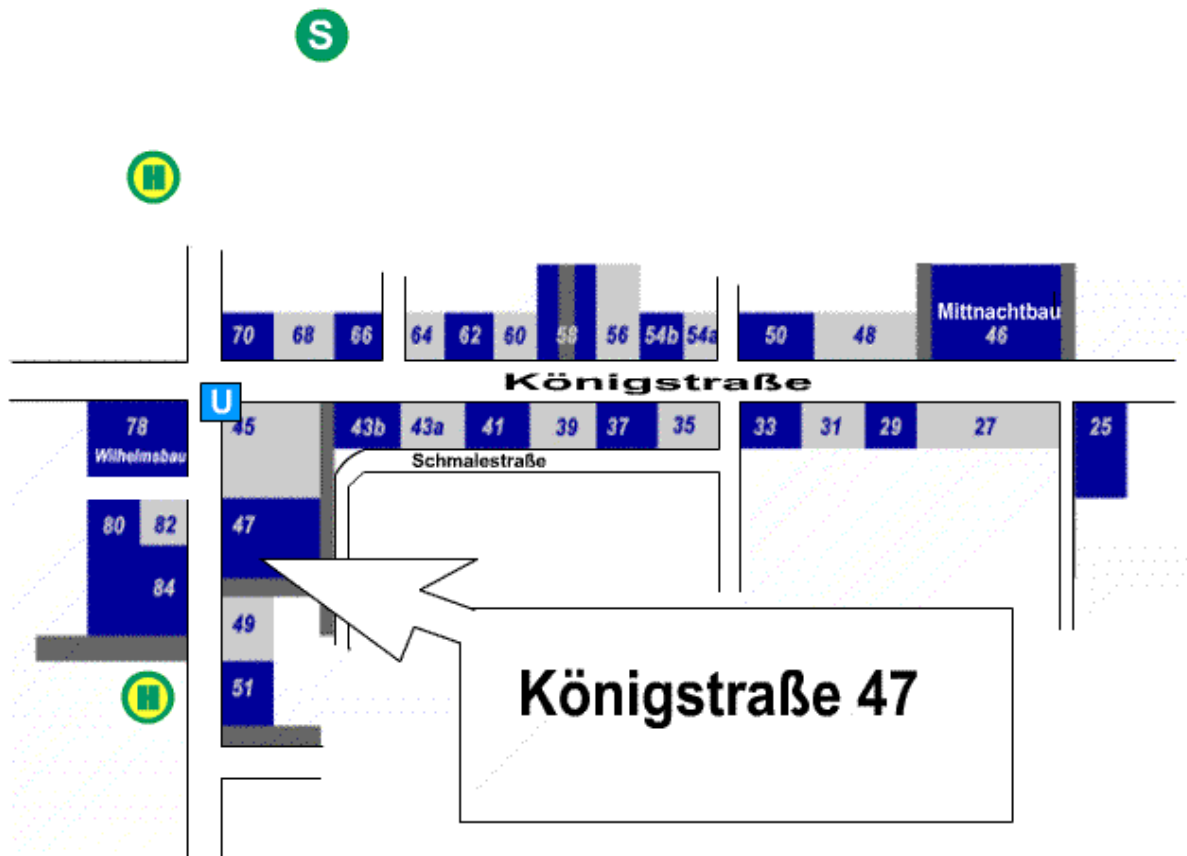 S
H
Mittnachtbau
70 68 66 64 62 60 58 56 54b 54a 50 48 46
Königstraße
U
78 45 43b 43a 41 39 37 35 33 31 29 27 25
Wilhelmsbau
Schmalestraße
80 82 47
84
49
51
H
Königstraße 47